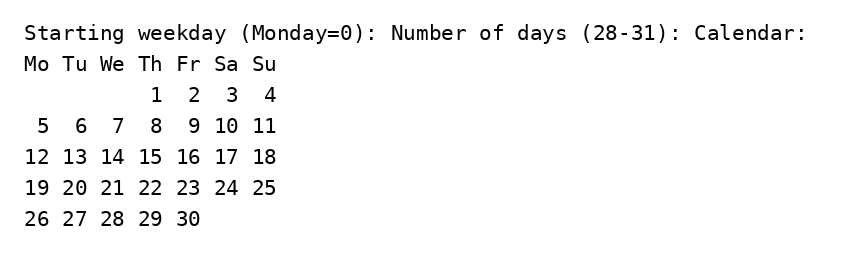 Starting weekday (Monday=0): Number of days (28-31): Calendar:
Mo Tu We Th Fr Sa Su
          1  2  3  4
 5  6  7  8  9 10 11
12 13 14 15 16 17 18
19 20 21 22 23 24 25
26 27 28 29 30